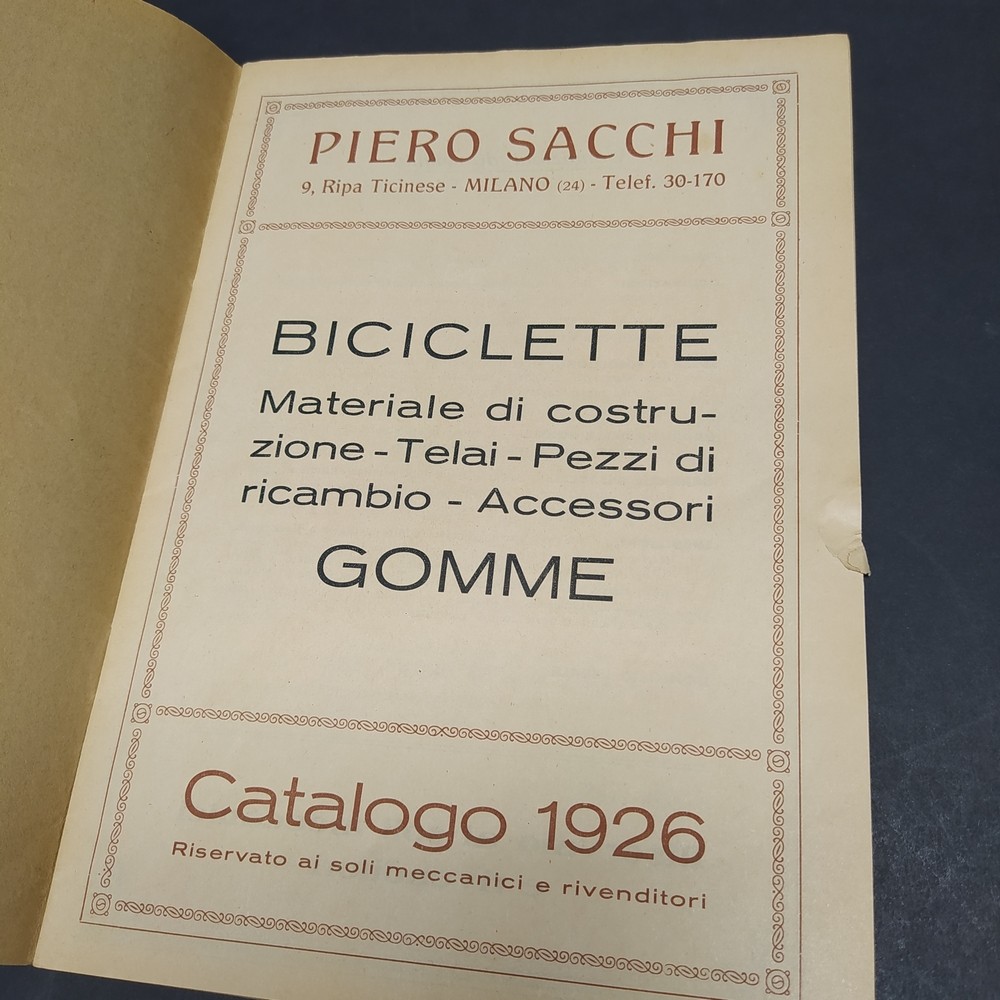 PIERO SACCHI
9, Ripa Ticinese - MILANO (24) - Telef. 30-170
BICICLETTE
Materiale di costru-
zione - Telai - Pezzi di
ricambio - Accessori
GOMME
Catalogo 1926
Riservato ai soli meccanici e rivenditori